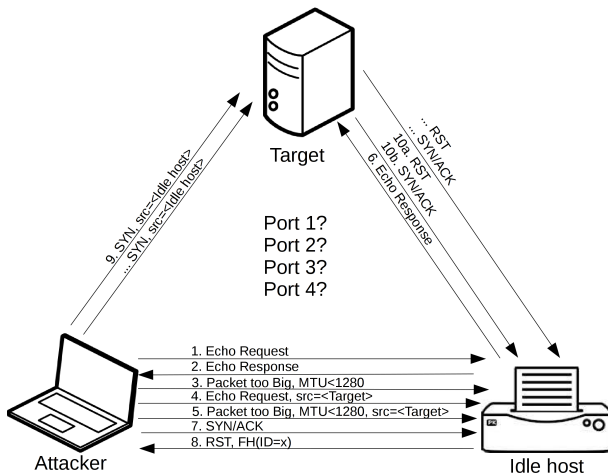 Target
9. SYN, src=<Idle host>
... SYN, src=<Idle host>
... RST
... SYN/ACK
10a. RST
10b. SYN/ACK
6. Echo Response
Port 1?
Port 2?
Port 3?
Port 4?
1. Echo Request
2. Echo Response
3. Packet too Big, MTU<1280
4. Echo Request, src=<Target>
5. Packet too Big, MTU<1280, src=<Target>
7. SYN/ACK
8. RST, FH(ID=x)
Attacker
Idle host